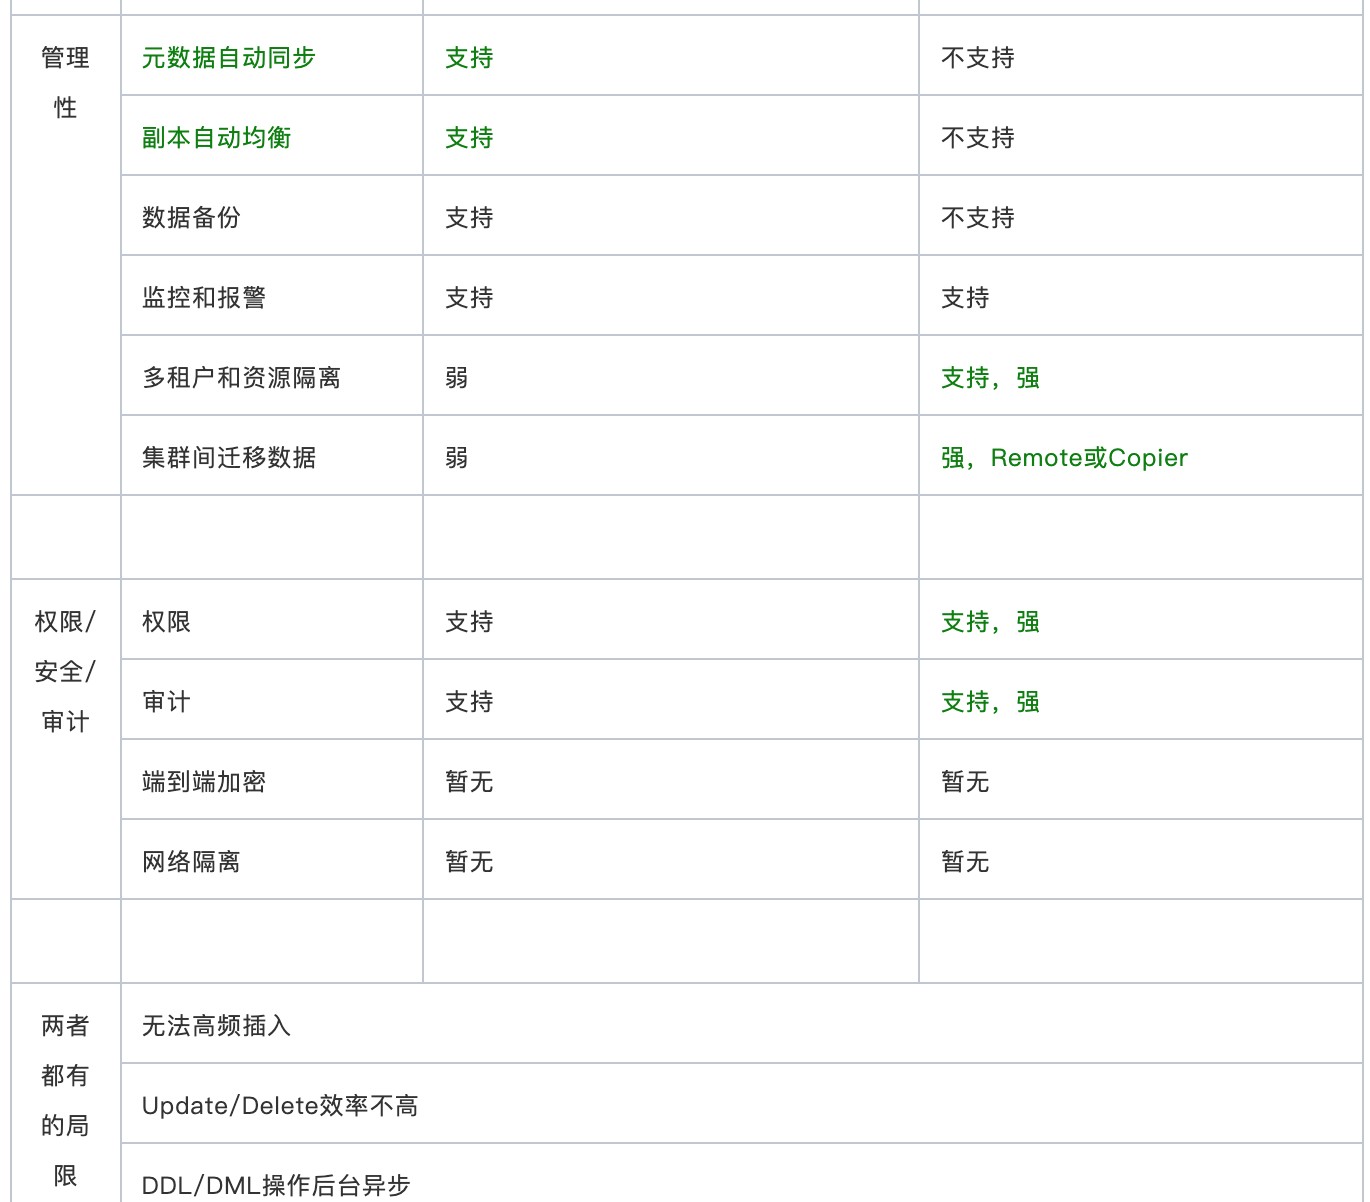 管理
性
元数据自动同步 支持 不支持
副本自动均衡 支持 不支持
数据备份 支持 不支持
监控和报警 支持 支持
多租户和资源隔离 弱 支持，强
集群间迁移数据 弱 强，Remote或Copier
权限/
安全/
审计
权限 支持 支持，强
审计 支持 支持，强
端到端加密 暂无 暂无
网络隔离 暂无 暂无
两者
都有
的局
限
无法高频插入
Update/Delete效率不高
DDL/DML操作后台异步